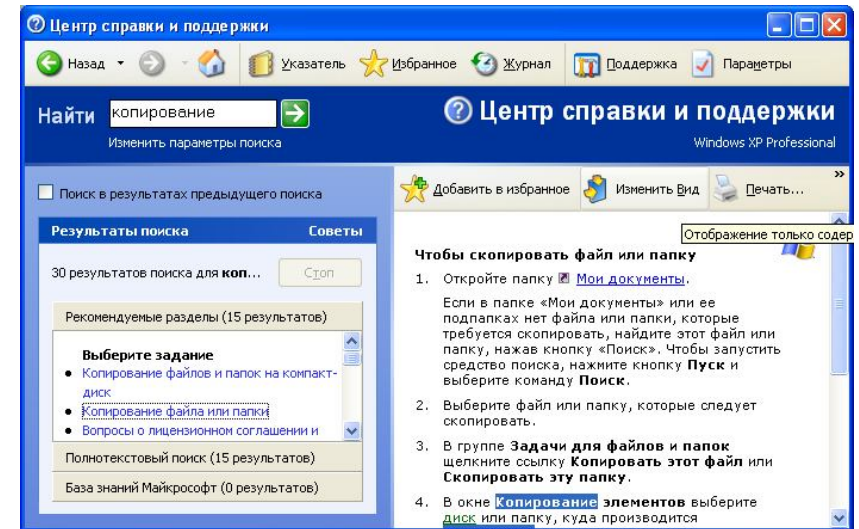 Центр справки и поддержки
Назад
Указатель
Избранное
Журнал
Поддержка
Параметры
Найти
копирование
Изменить параметры поиска
Центр справки и поддержки
Windows XP Professional
Поиск в результатах предыдущего поиска
Результаты поиска Советы
30 результатов поиска для коп... Стоп
Рекомендуемые разделы (15 результатов)
Выберите задание
• Копирование файлов и папок на компакт-
диск
• Копирование файла или папки
• Вопросы о лицензионном соглашении и
Полнотекстовый поиск (15 результатов)
База знаний Майкрософт (0 результатов)
Добавить в избранное Изменить Вид Печать... »
Отображение только содер
Чтобы скопировать файл или папку
1. Откройте папку Мои документы.
Если в папке «Мои документы» или ее
подпапках нет файла или папки, которые
требуется скопировать, найдите этот файл или
папку, нажав кнопку «Поиск». Чтобы запустить
средство поиска, нажмите кнопку Пуск и
выберите команду Поиск.
2. Выберите файл или папку, которые следует
скопировать.
3. В группе Задачи для файлов и папок
щелкните ссылку Копировать этот файл или
Скопировать эту папку.
4. В окне Копирование элементов выберите
диск или папку, куда производится